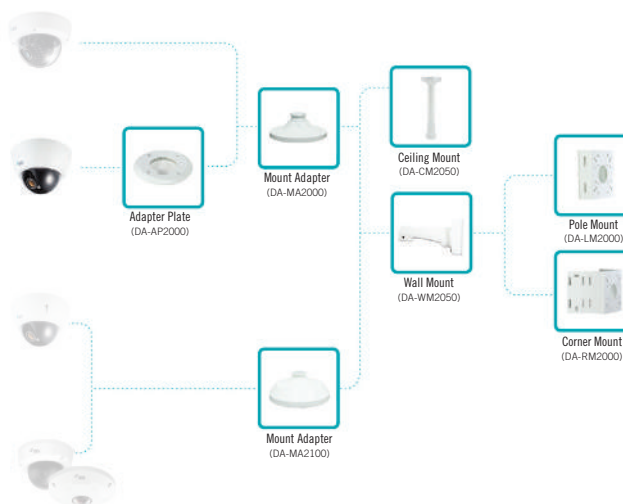 Ceiling Mount
(DA-CM2050)
Mount Adapter
(DA-MA2000)
Adapter Plate
(DA-AP2000)
Pole Mount
(DA-LM2000)
Wall Mount
(DA-WM2050)
Corner Mount
(DA-RM2000)
Mount Adapter
(DA-MA2100)